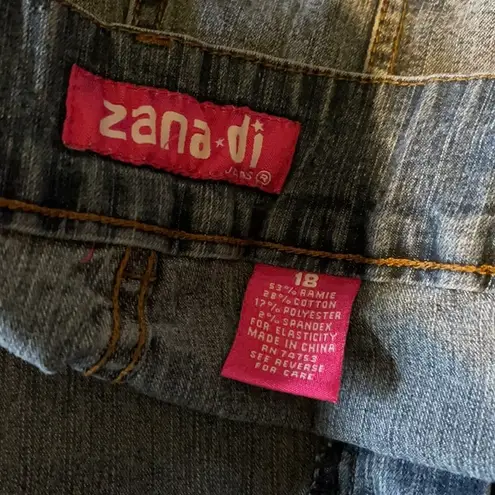 zana★di
JEANS®
18
53% RAMIE
28% COTTON
17% POLYESTER
2% SPANDEX
FOR ELASTICITY
MADE IN CHINA
RN 74753
SEE REVERSE
FOR CARE